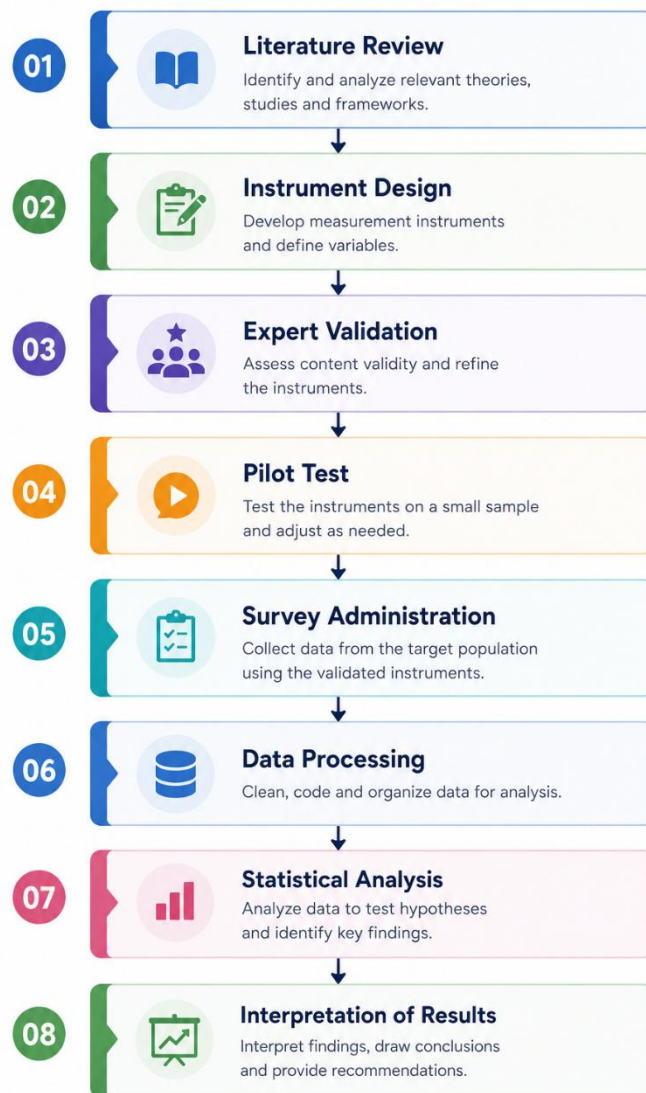 01
Literature Review
Identify and analyze relevant theories,
studies and frameworks.
02
Instrument Design
Develop measurement instruments
and define variables.
03
Expert Validation
Assess content validity and refine
the instruments.
04
Pilot Test
Test the instruments on a small sample
and adjust as needed.
05
Survey Administration
Collect data from the target population
using the validated instruments.
06
Data Processing
Clean, code and organize data for analysis.
07
Statistical Analysis
Analyze data to test hypotheses
and identify key findings.
08
Interpretation of Results
Interpret findings, draw conclusions
and provide recommendations.